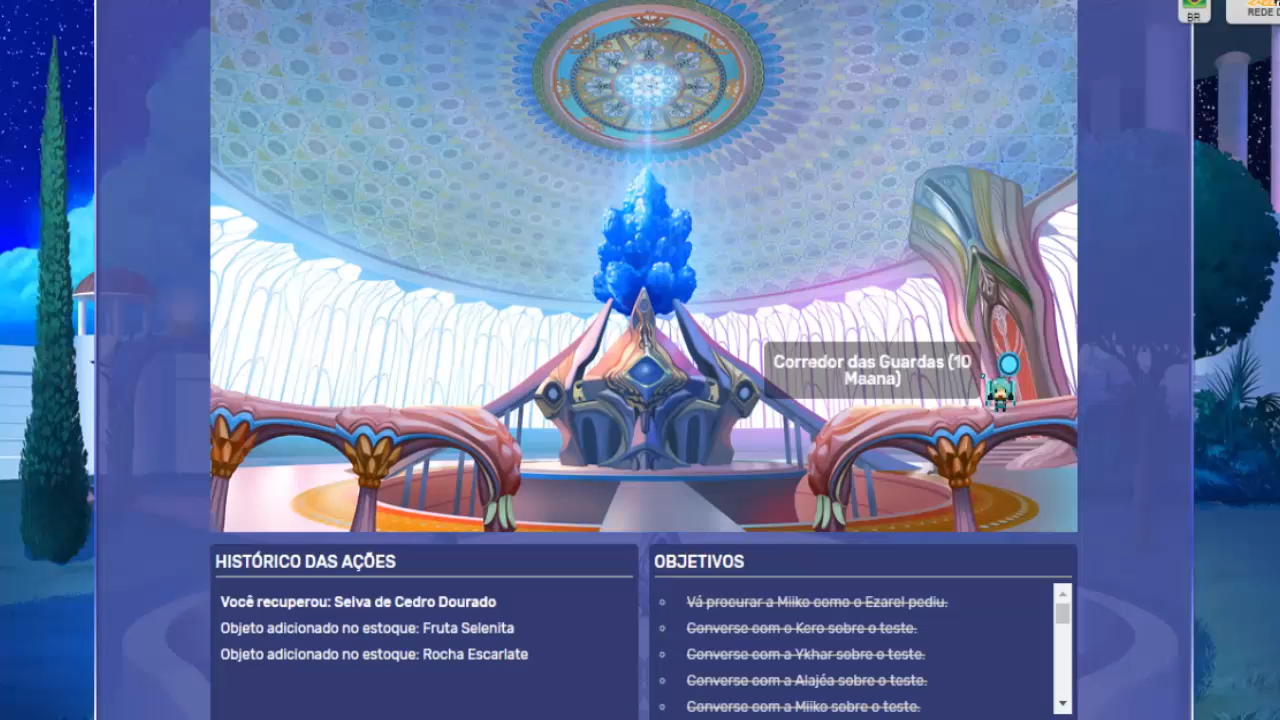 BR
REDE
Corredor das Guardas (10
Maana)
HISTÓRICO DAS AÇÕES
Você recuperou: Selva de Cedro Dourado
Objeto adicionado no estoque: Fruta Selenita
Objeto adicionado no estoque: Rocha Escarlate
OBJETIVOS
Vá procurar a Miiko como o Ezarel pediu.
Converse com o Kero sobre o teste.
Converse com a Ykhar sobre o teste.
Converse com a Alajéa sobre o teste.
Converse com a Miiko sobre o teste.